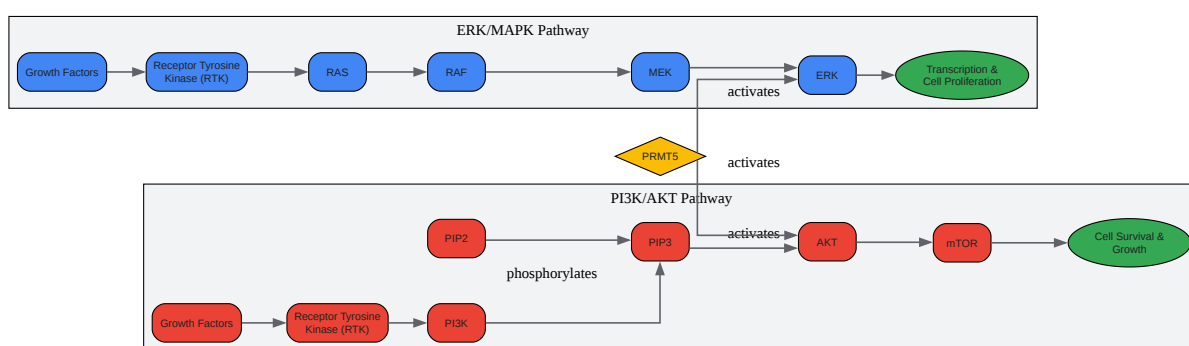 ERK/MAPK Pathway
Growth Factors
Receptor Tyrosine
Kinase (RTK)
RAS
RAF
MEK
activates
ERK
Transcription &
Cell Proliferation
PRMT5
activates
PI3K/AKT Pathway
PIP2
PIP3
activates
AKT
mTOR
Cell Survival &
Growth
phosphorylates
Growth Factors
Receptor Tyrosine
Kinase (RTK)
PI3K